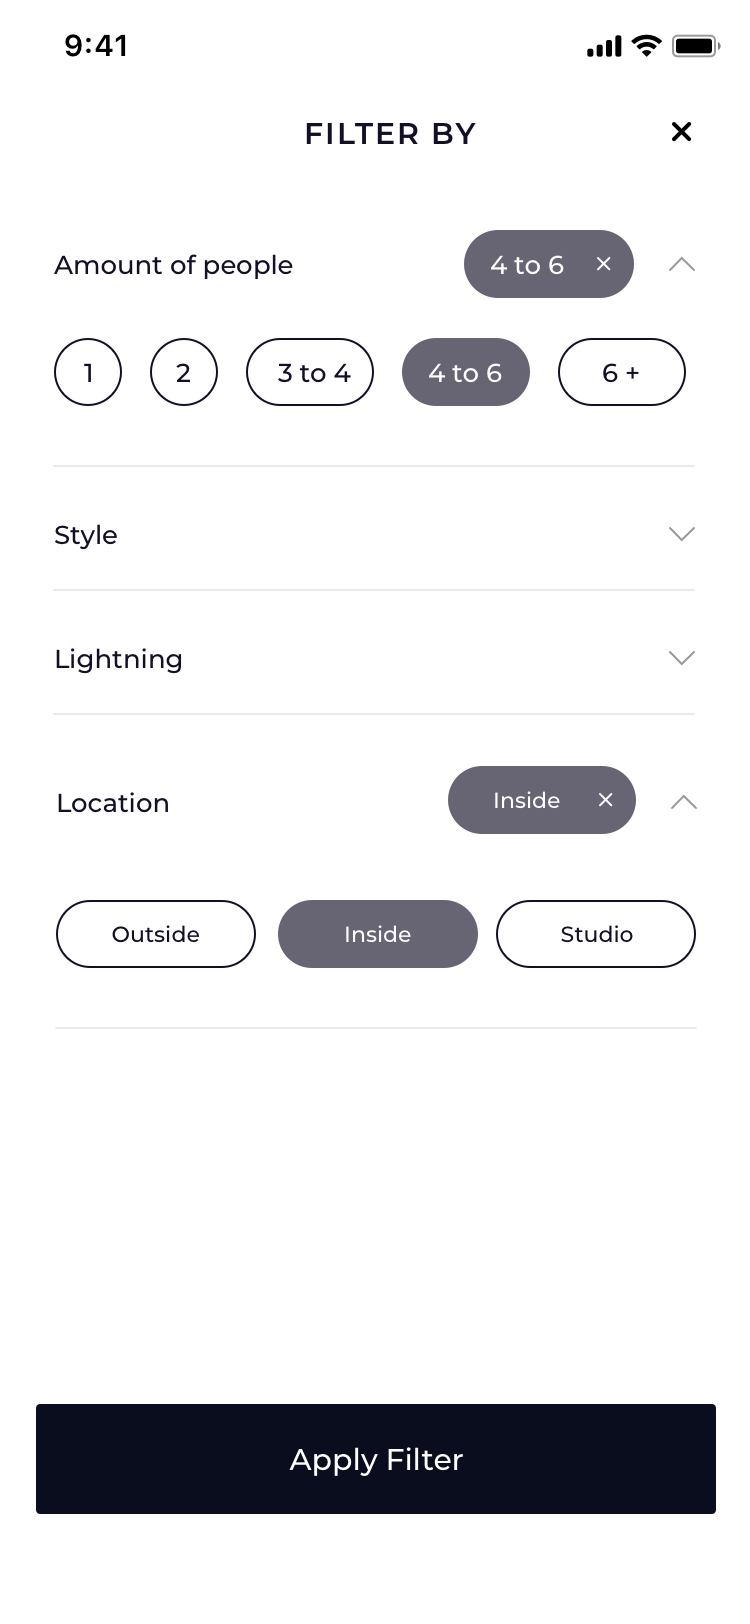 9:41
FILTER BY
Amount of people 4 to 6
1 2 3 to 4 4 to 6 6 +
Style
Lightning
Location Inside
Outside Inside Studio
Apply Filter